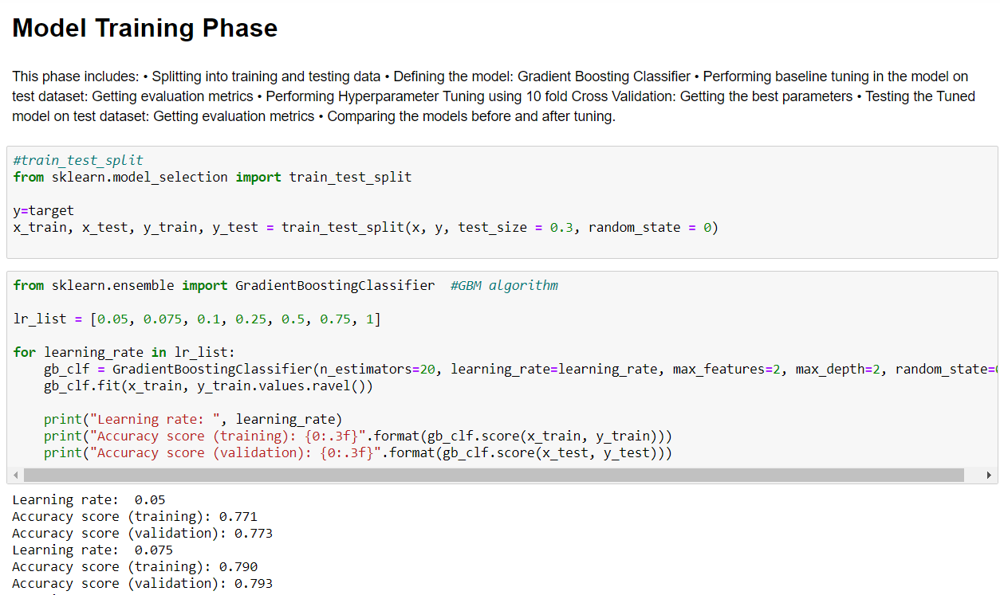 Model Training Phase
This phase includes: • Splitting into training and testing data • Defining the model: Gradient Boosting Classifier • Performing baseline tuning in the model on
test dataset: Getting evaluation metrics • Performing Hyperparameter Tuning using 10 fold Cross Validation: Getting the best parameters • Testing the Tuned
model on test dataset: Getting evaluation metrics • Comparing the models before and after tuning.
#train_test_split
from sklearn.model_selection import train_test_split
y=target
x_train, x_test, y_train, y_test = train_test_split(x, y, test_size = 0.3, random_state = 0)
from sklearn.ensemble import GradientBoostingClassifier  #GBM algorithm
lr_list = [0.05, 0.075, 0.1, 0.25, 0.5, 0.75, 1]
for learning_rate in lr_list:
    gb_clf = GradientBoostingClassifier(n_estimators=20, learning_rate=learning_rate, max_features=2, max_depth=2, random_state=
    gb_clf.fit(x_train, y_train.values.ravel())
    print("Learning rate: ", learning_rate)
    print("Accuracy score (training): {0:.3f}".format(gb_clf.score(x_train, y_train)))
    print("Accuracy score (validation): {0:.3f}".format(gb_clf.score(x_test, y_test)))
Learning rate:  0.05
Accuracy score (training): 0.771
Accuracy score (validation): 0.773
Learning rate:  0.075
Accuracy score (training): 0.790
Accuracy score (validation): 0.793